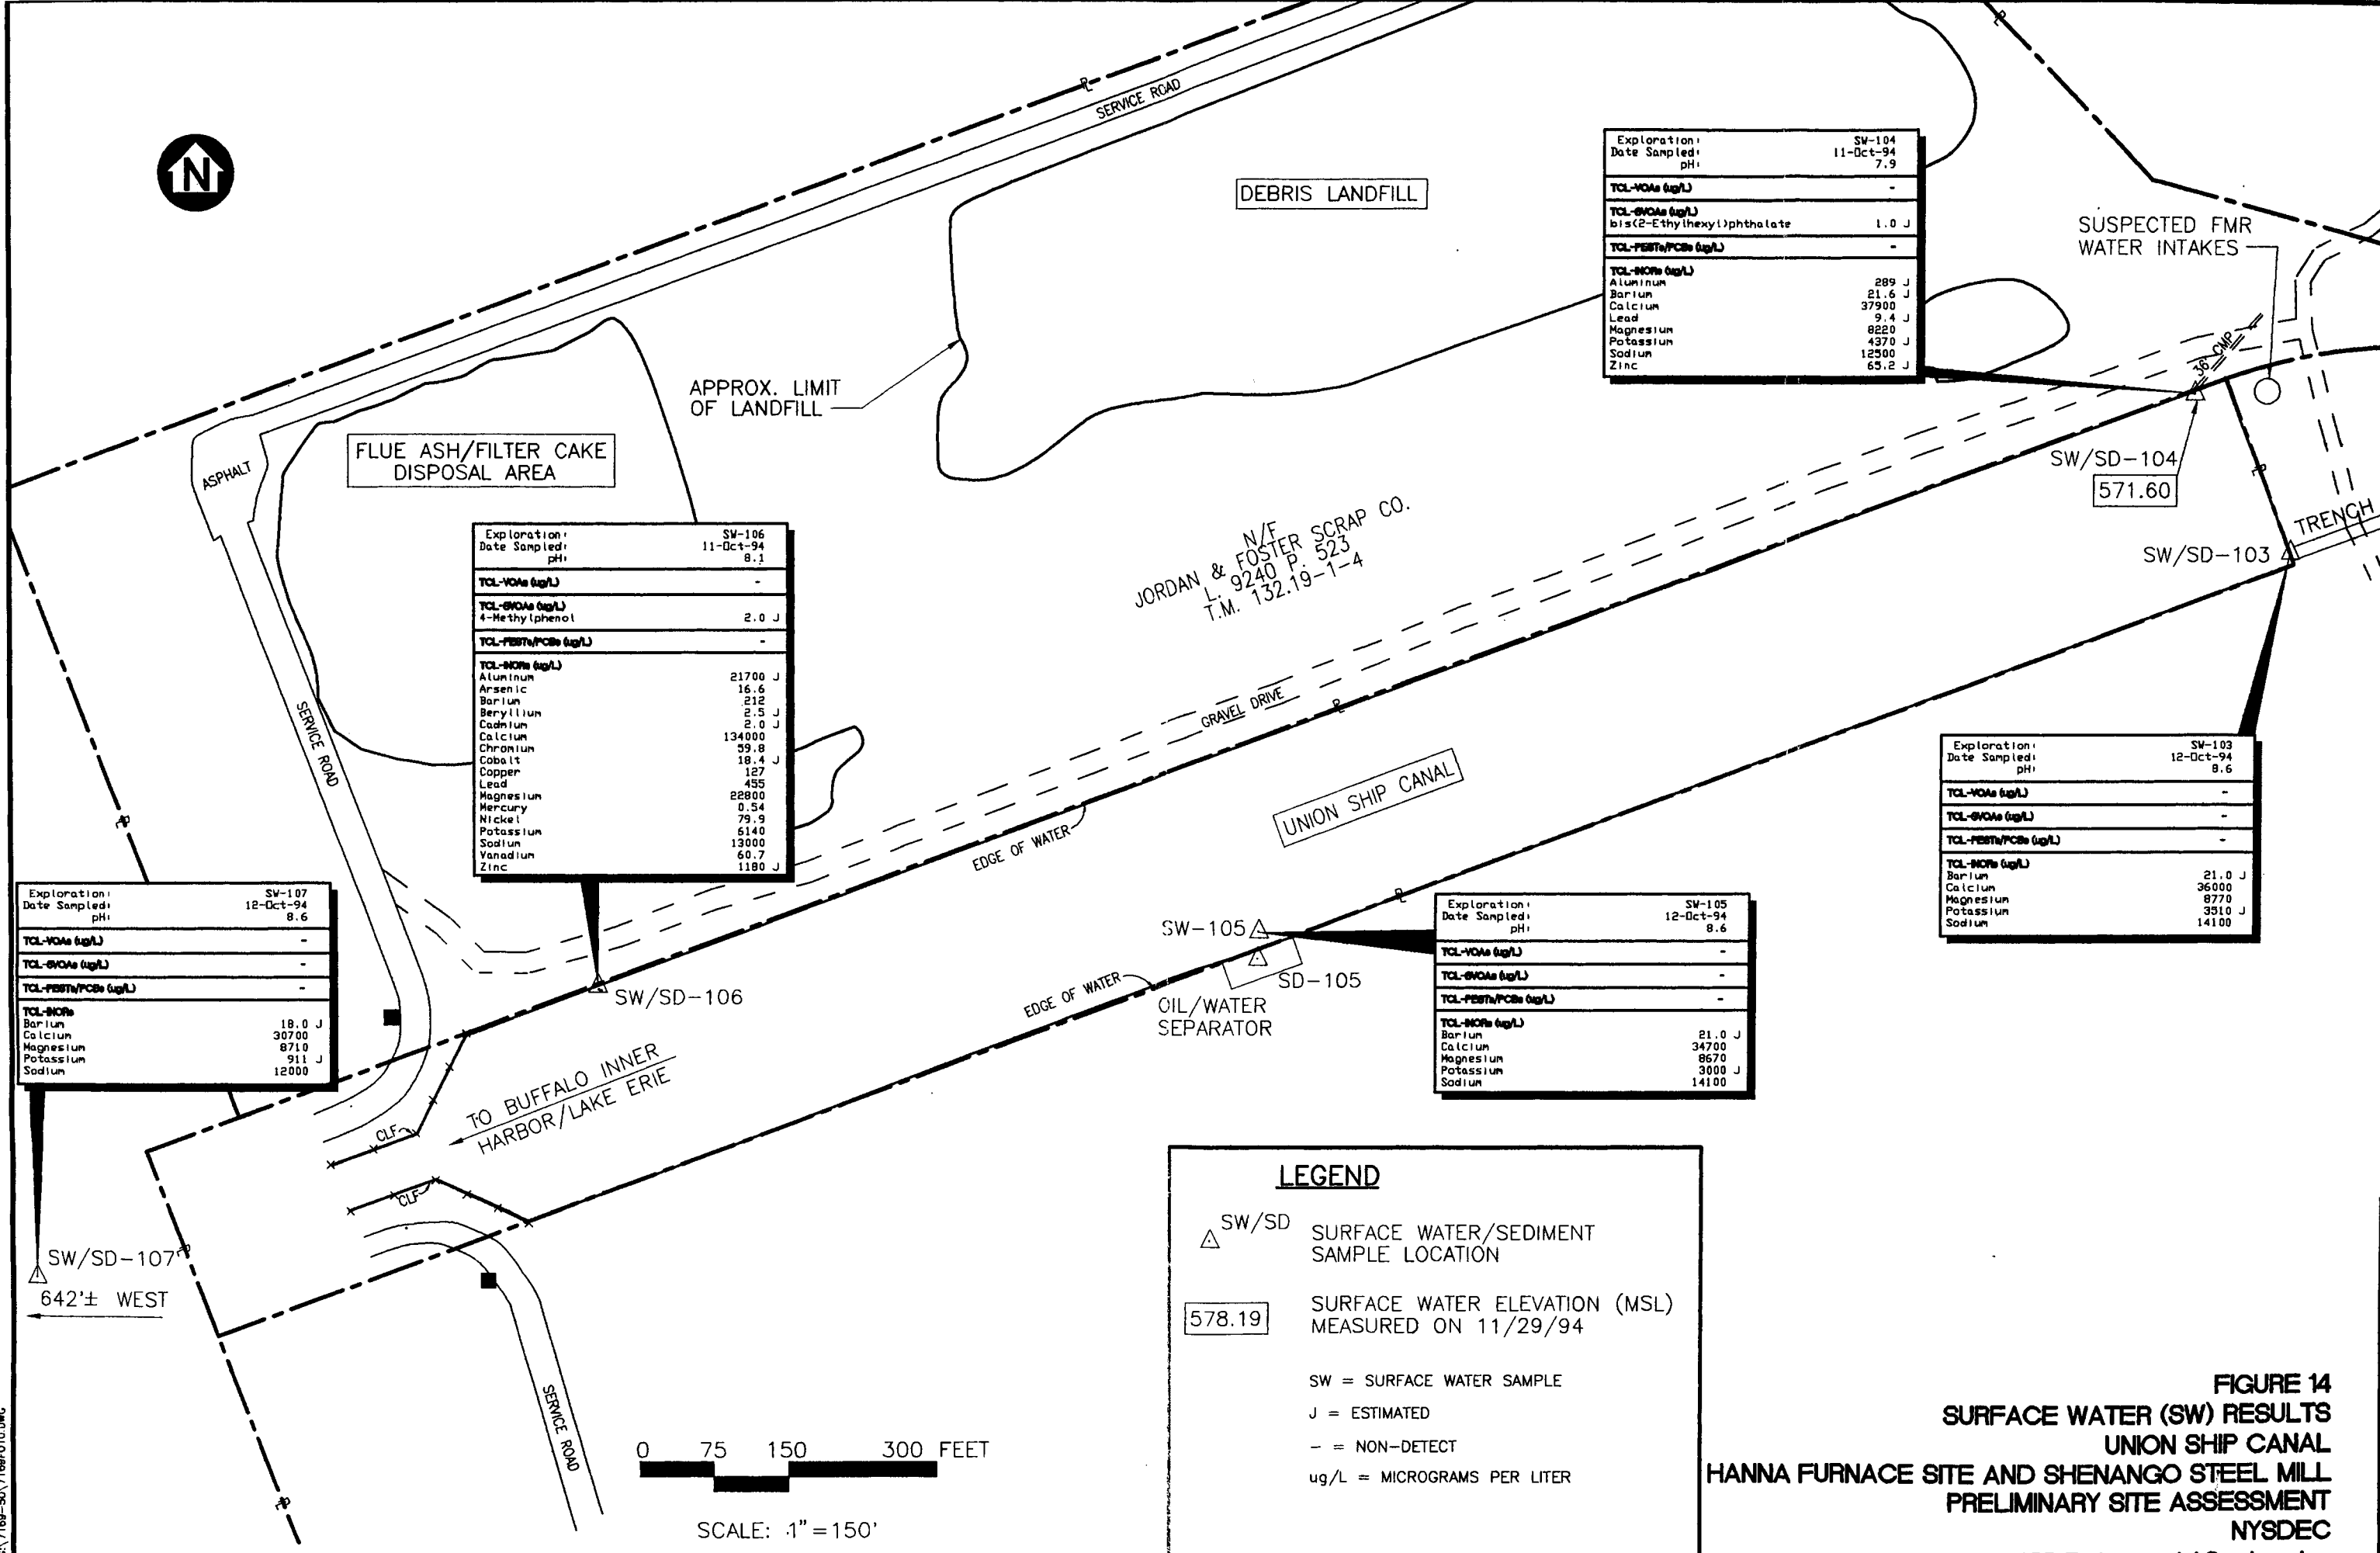 N
SERVICE ROAD
DEBRIS LANDFILL
Exploration: SW-104
Date Sampled: 11-Oct-94
pH: 7.9
TCL-VOAs (ug/L) -
TCL-SVOAs (ug/L)
bis(2-Ethylhexyl)phthalate 1.0 J
TCL-PESTs/PCBs (ug/L) -
TCL-INORs (ug/L)
Aluminum 289 J
Barium 21.6 J
Calcium 37900
Lead 9.4 J
Magnesium 8220
Potassium 4370 J
Sodium 12500
Zinc 65.2 J
SUSPECTED FMR
WATER INTAKES
36" CMP
SW/SD-104
571.60
TRENCH
SW/SD-103
APPROX. LIMIT
OF LANDFILL
ASPHALT
FLUE ASH/FILTER CAKE
DISPOSAL AREA
Exploration: SW-106
Date Sampled: 11-Oct-94
pH: 8.1
TCL-VOAs (ug/L) -
TCL-SVOAs (ug/L)
4-Methylphenol 2.0 J
TCL-PESTs/PCBs (ug/L) -
TCL-INORs (ug/L)
Aluminum 21700 J
Arsenic 16.6
Barium 212
Beryllium 2.5 J
Cadmium 2.0 J
Calcium 134000
Chromium 59.8
Cobalt 18.4 J
Copper 127
Lead 455
Magnesium 22800
Mercury 0.54
Nickel 79.9
Potassium 6140
Sodium 13000
Vanadium 60.7
Zinc 1180 J
N/F
JORDAN & FOSTER SCRAP CO.
L. 9240 P. 523
T.M. 132.19-1-4
SERVICE ROAD
GRAVEL DRIVE
UNION SHIP CANAL
EDGE OF WATER
Exploration: SW-103
Date Sampled: 12-Oct-94
pH: 8.6
TCL-VOAs (ug/L) -
TCL-SVOAs (ug/L) -
TCL-PESTs/PCBs (ug/L) -
TCL-INORs (ug/L)
Barium 21.0 J
Calcium 36000
Magnesium 8770
Potassium 3510 J
Sodium 14100
Exploration: SW-107
Date Sampled: 12-Oct-94
pH: 8.6
TCL-VOAs (ug/L) -
TCL-SVOAs (ug/L) -
TCL-PESTs/PCBs (ug/L) -
TCL-INORs
Barium 18.0 J
Calcium 30700
Magnesium 8710
Potassium 911 J
Sodium 12000
SW/SD-106
SW-105
SD-105
EDGE OF WATER
OIL/WATER
SEPARATOR
Exploration: SW-105
Date Sampled: 12-Oct-94
pH: 8.6
TCL-VOAs (ug/L) -
TCL-SVOAs (ug/L) -
TCL-PESTs/PCBs (ug/L) -
TCL-INORs (ug/L)
Barium 21.0 J
Calcium 34700
Magnesium 8670
Potassium 3000 J
Sodium 14100
TO BUFFALO INNER
HARBOR/LAKE ERIE
CLF
CLF
SW/SD-107
642'± WEST
SERVICE ROAD
0 75 150 300 FEET
SCALE: 1"=150'
LEGEND
SW/SD SURFACE WATER/SEDIMENT
SAMPLE LOCATION
578.19 SURFACE WATER ELEVATION (MSL)
MEASURED ON 11/29/94
SW = SURFACE WATER SAMPLE
J = ESTIMATED
- = NON-DETECT
ug/L = MICROGRAMS PER LITER
FIGURE 14
SURFACE WATER (SW) RESULTS
UNION SHIP CANAL
HANNA FURNACE SITE AND SHENANGO STEEL MILL
PRELIMINARY SITE ASSESSMENT
NYSDEC